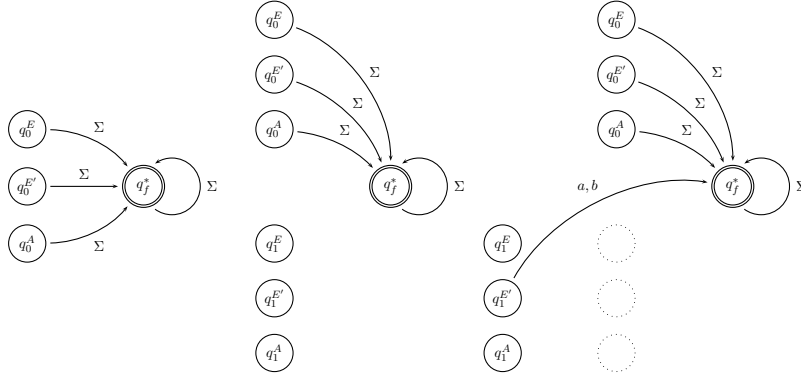 q_0^E
Σ
q_0^{E'}
Σ
q_f^*
Σ
q_0^A
Σ
q_0^E
Σ
q_0^{E'}
Σ
q_0^A
Σ
q_f^*
Σ
q_1^E
q_1^{E'}
q_1^A
q_0^E
Σ
q_0^{E'}
Σ
q_0^A
Σ
q_f^*
Σ
a, b
q_1^E
q_1^{E'}
q_1^A